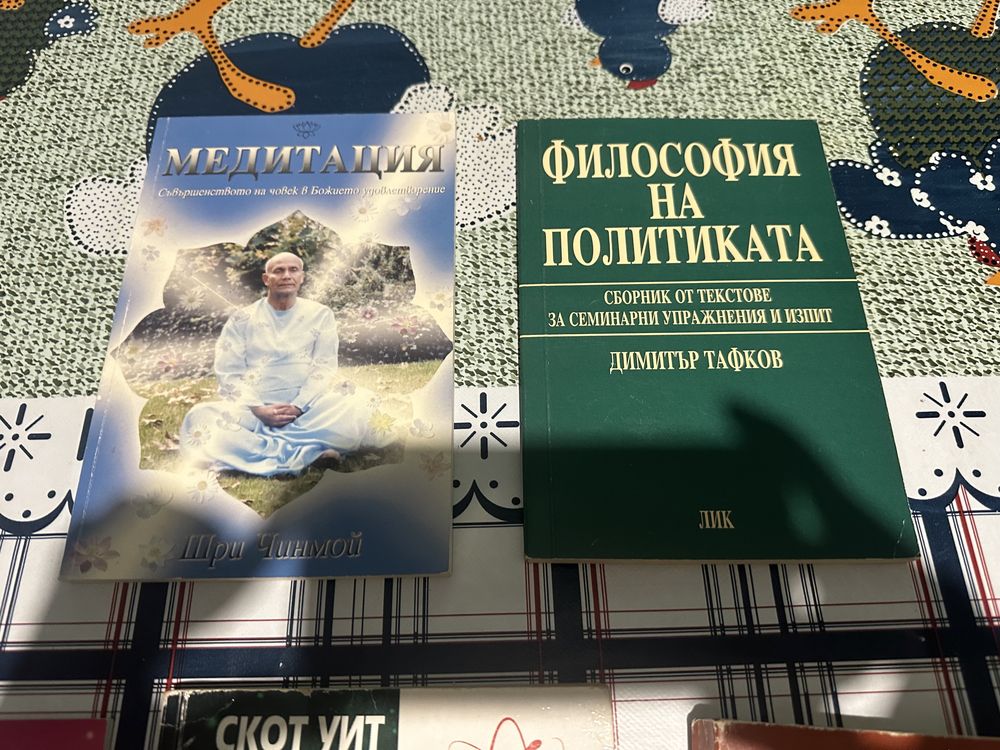 МЕДИТАЦИЯ
Съвършенството на човек в Божието удовлетворение
Шри Чинмой
ФИЛОСОФИЯ
НА
ПОЛИТИКАТА
СБОРНИК ОТ ТЕКСТОВЕ
ЗА СЕМИНАРНИ УПРАЖНЕНИЯ И ИЗПИТ
ДИМИТЪР ТАФКОВ
ЛИК
СКОТ УИТ